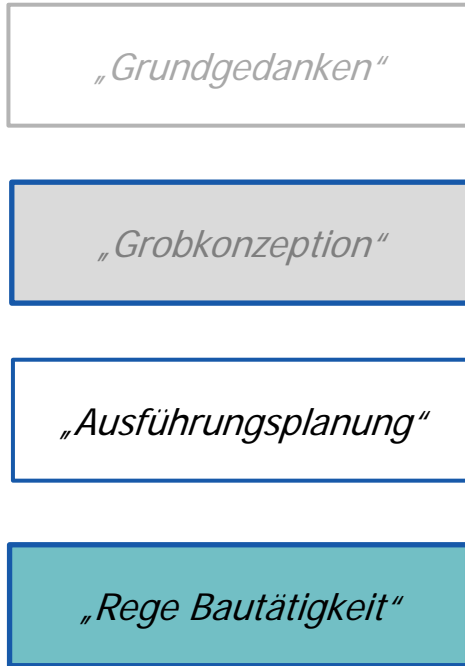 „Grundgedanken“
„Grobkonzeption“
„Ausführungsplanung“
„Rege Bautätigkeit“